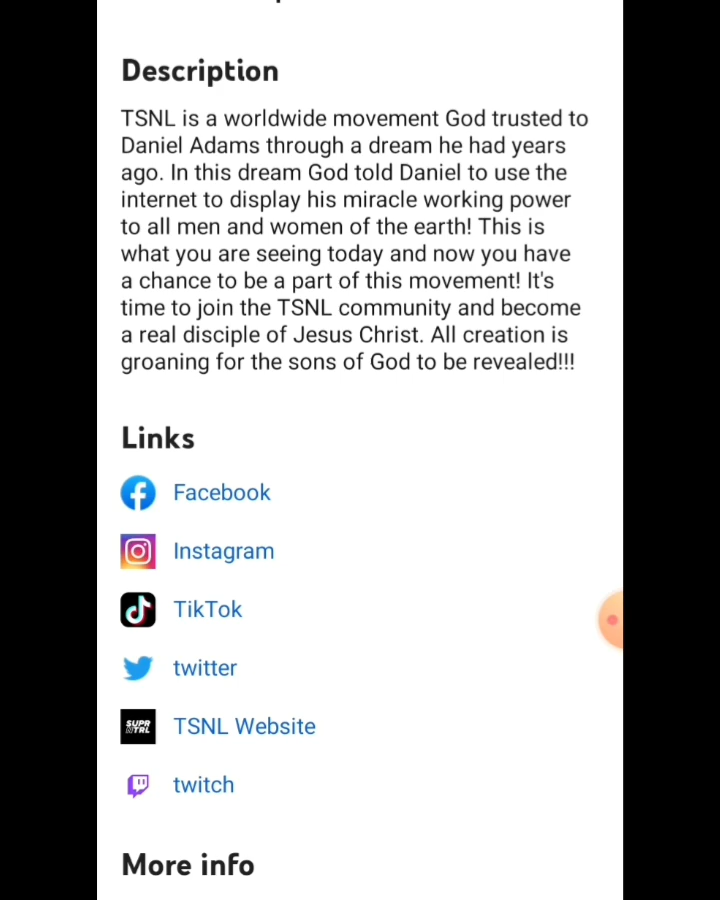 Description
TSNL is a worldwide movement God trusted to
Daniel Adams through a dream he had years
ago. In this dream God told Daniel to use the
internet to display his miracle working power
to all men and women of the earth! This is
what you are seeing today and now you have
a chance to be a part of this movement! It's
time to join the TSNL community and become
a real disciple of Jesus Christ. All creation is
groaning for the sons of God to be revealed!!!
Links
Facebook
Instagram
TikTok
twitter
SUPR
NTRL
TSNL Website
twitch
More info